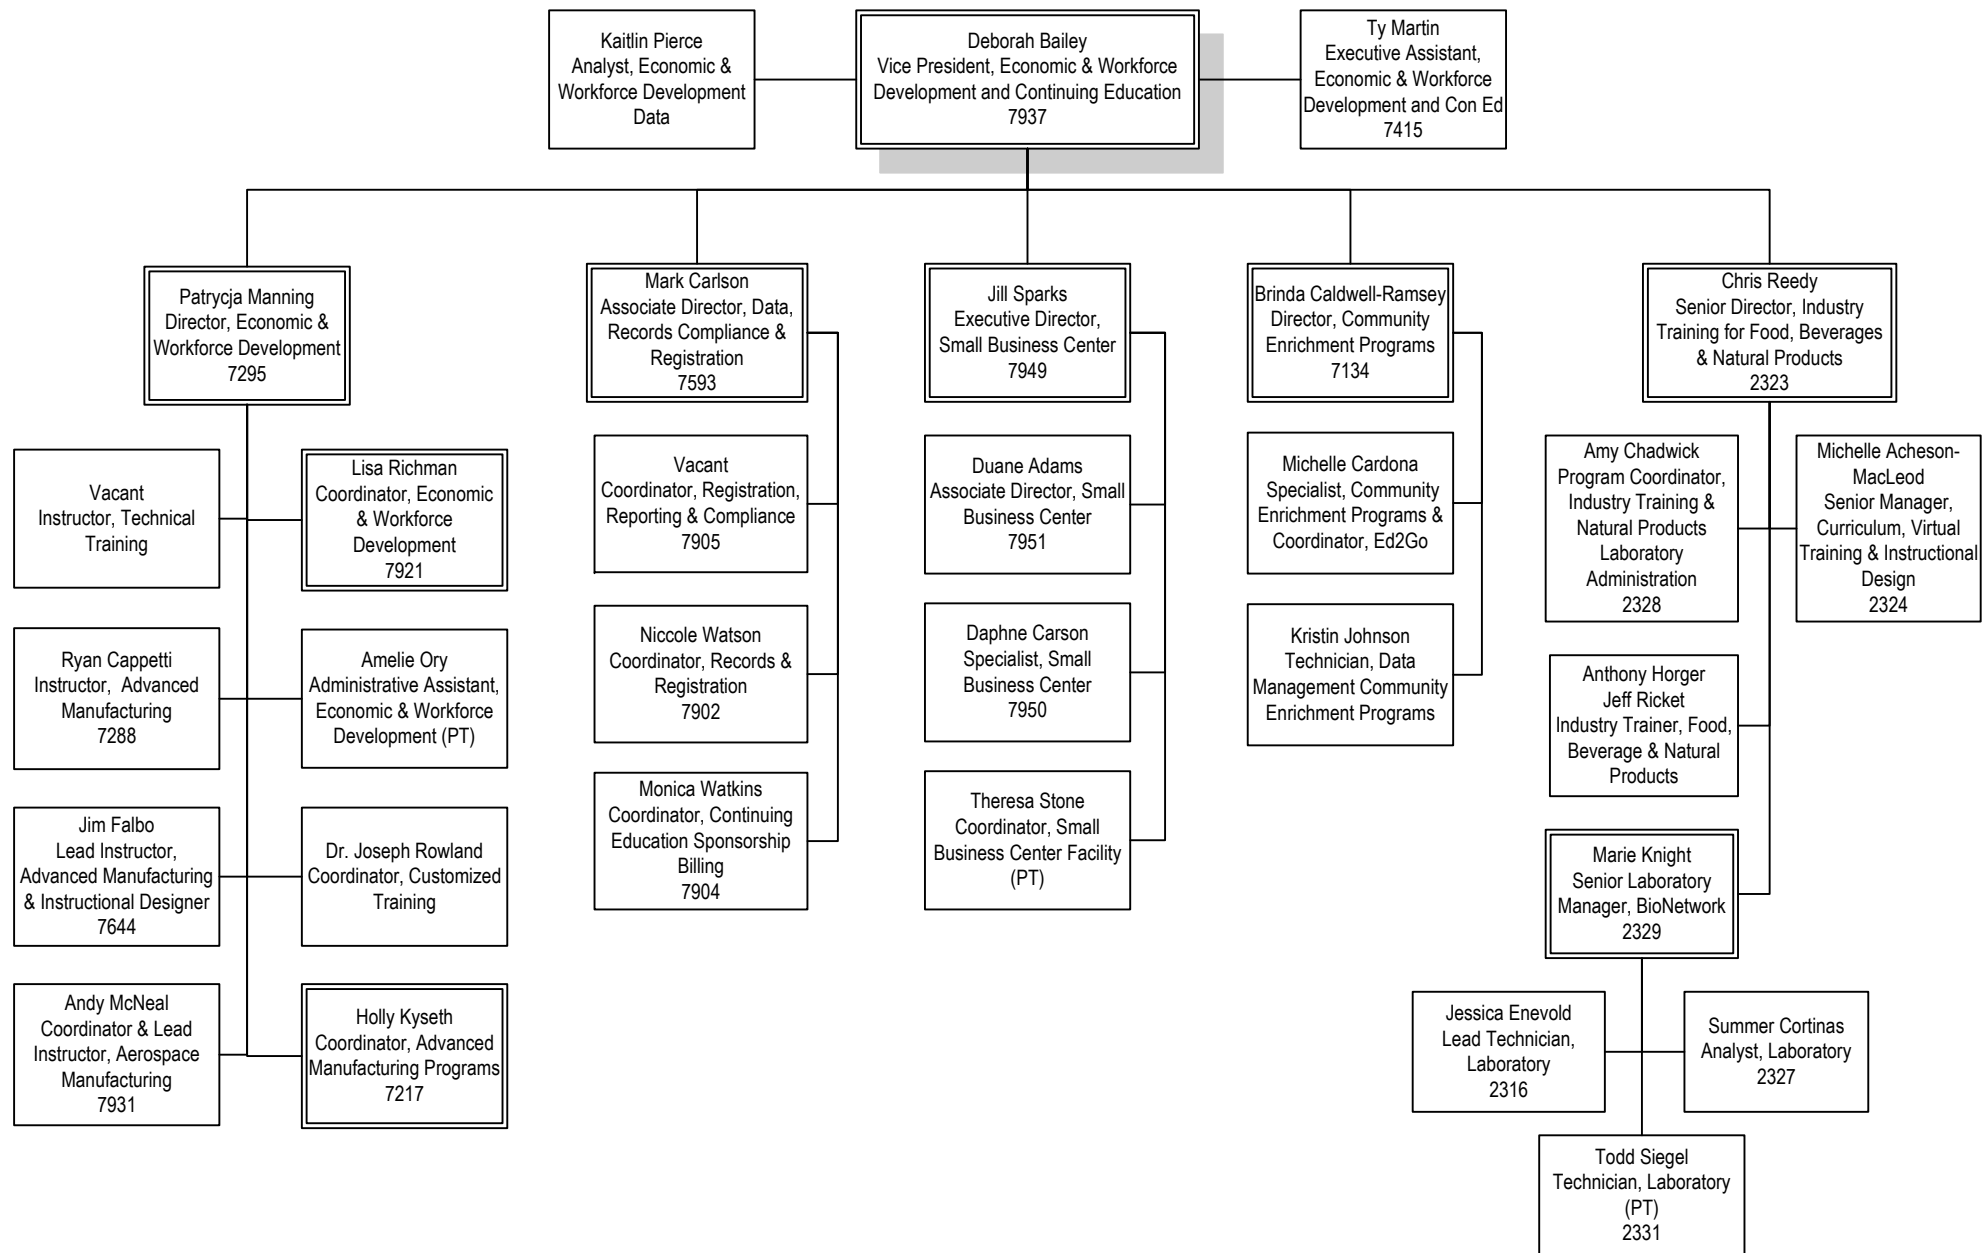 Kaitlin Pierce
Analyst, Economic &
Workforce Development
Data
Deborah Bailey
Vice President, Economic & Workforce
Development and Continuing Education
7937
Ty Martin
Executive Assistant,
Economic & Workforce
Development and Con Ed
7415
Patrycja Manning
Director, Economic &
Workforce Development
7295
Mark Carlson
Associate Director, Data,
Records Compliance &
Registration
7593
Jill Sparks
Executive Director,
Small Business Center
7949
Brinda Caldwell-Ramsey
Director, Community
Enrichment Programs
7134
Chris Reedy
Senior Director, Industry
Training for Food, Beverages
& Natural Products
2323
Vacant
Instructor, Technical
Training
Lisa Richman
Coordinator, Economic
& Workforce
Development
7921
Ryan Cappetti
Instructor,  Advanced
Manufacturing
7288
Amelie Ory
Administrative Assistant,
Economic & Workforce
Development (PT)
Jim Falbo
Lead Instructor,
Advanced Manufacturing
& Instructional Designer
7644
Dr. Joseph Rowland
Coordinator, Customized
Training
Andy McNeal
Coordinator & Lead
Instructor, Aerospace
Manufacturing
7931
Holly Kyseth
Coordinator, Advanced
Manufacturing Programs
7217
Vacant
Coordinator, Registration,
Reporting & Compliance
7905
Niccole Watson
Coordinator, Records &
Registration
7902
Monica Watkins
Coordinator, Continuing
Education Sponsorship
Billing
7904
Duane Adams
Associate Director, Small
Business Center
7951
Daphne Carson
Specialist, Small
Business Center
7950
Theresa Stone
Coordinator, Small
Business Center Facility
(PT)
Michelle Cardona
Specialist, Community
Enrichment Programs &
Coordinator, Ed2Go
Kristin Johnson
Technician, Data
Management Community
Enrichment Programs
Amy Chadwick
Program Coordinator,
Industry Training &
Natural Products
Laboratory
Administration
2328
Michelle Acheson-
MacLeod
Senior Manager,
Curriculum, Virtual
Training & Instructional
Design
2324
Anthony Horger
Jeff Ricket
Industry Trainer, Food,
Beverage & Natural
Products
Marie Knight
Senior Laboratory
Manager, BioNetwork
2329
Jessica Enevold
Lead Technician,
Laboratory
2316
Summer Cortinas
Analyst, Laboratory
2327
Todd Siegel
Technician, Laboratory
(PT)
2331